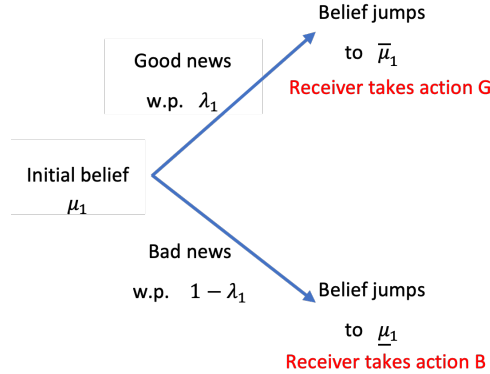 Belief jumps
to μ̅₁
Receiver takes action G
Good news
w.p. λ₁
Initial belief
μ₁
Bad news
w.p. 1 − λ₁
Belief jumps
to μ̲₁
Receiver takes action B